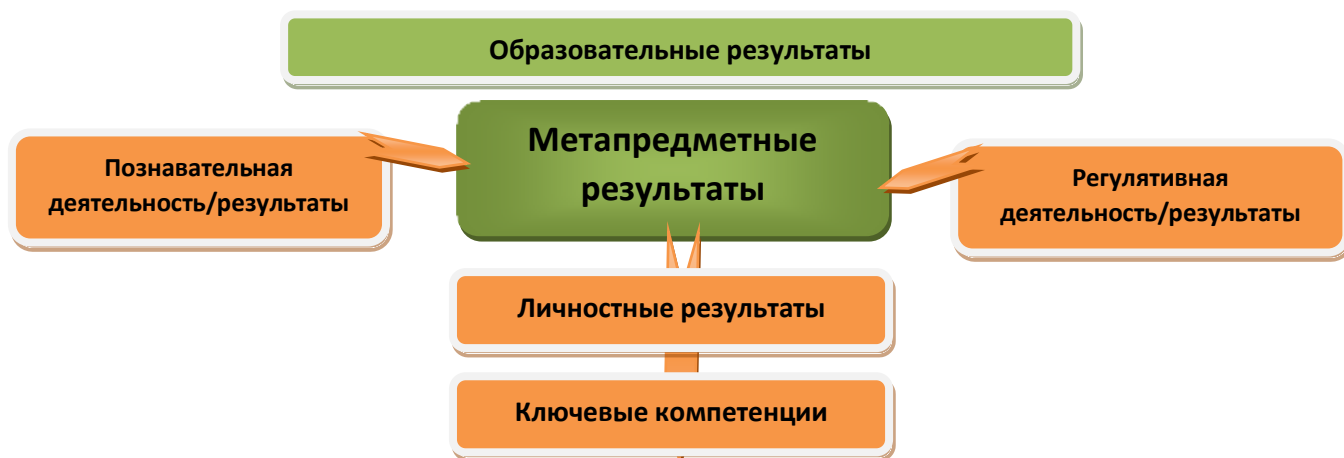 Образовательные результаты
Метапредметные
результаты
Познавательная
деятельность/результаты
Регулятивная
деятельность/результаты
Личностные результаты
Ключевые компетенции